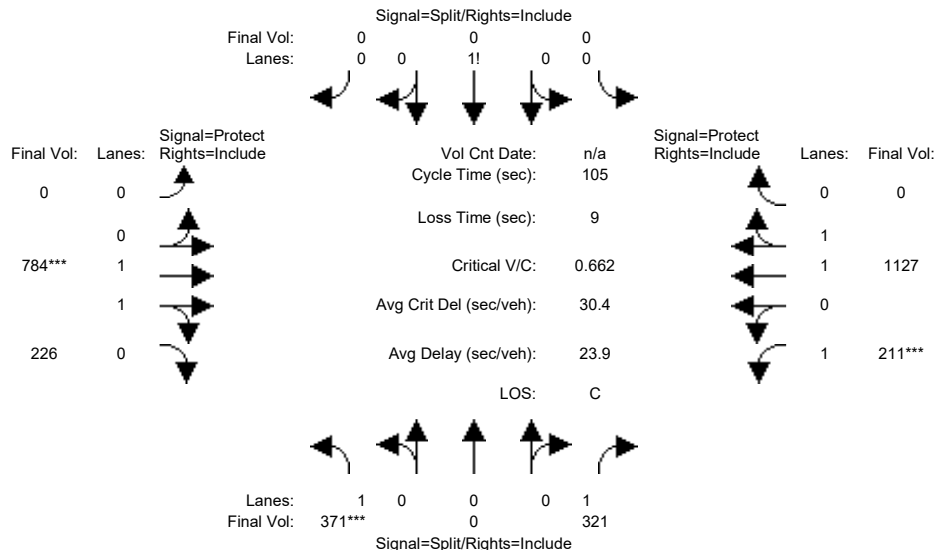 Signal=Split/Rights=Include
Final Vol: 0 0 0
Lanes: 0 0 1! 0 0
Signal=Protect Signal=Protect
Final Vol: Lanes: Rights=Include Vol Cnt Date: n/a Rights=Include Lanes: Final Vol:
Cycle Time (sec): 105
0 0 0 0
Loss Time (sec): 9
0 1
784*** 1 Critical V/C: 0.662 1 1127
1 Avg Crit Del (sec/veh): 30.4 0
226 0 Avg Delay (sec/veh): 23.9 1 211***
LOS: C
Lanes: 1 0 0 0 1
Final Vol: 371*** 0 321
Signal=Split/Rights=Include